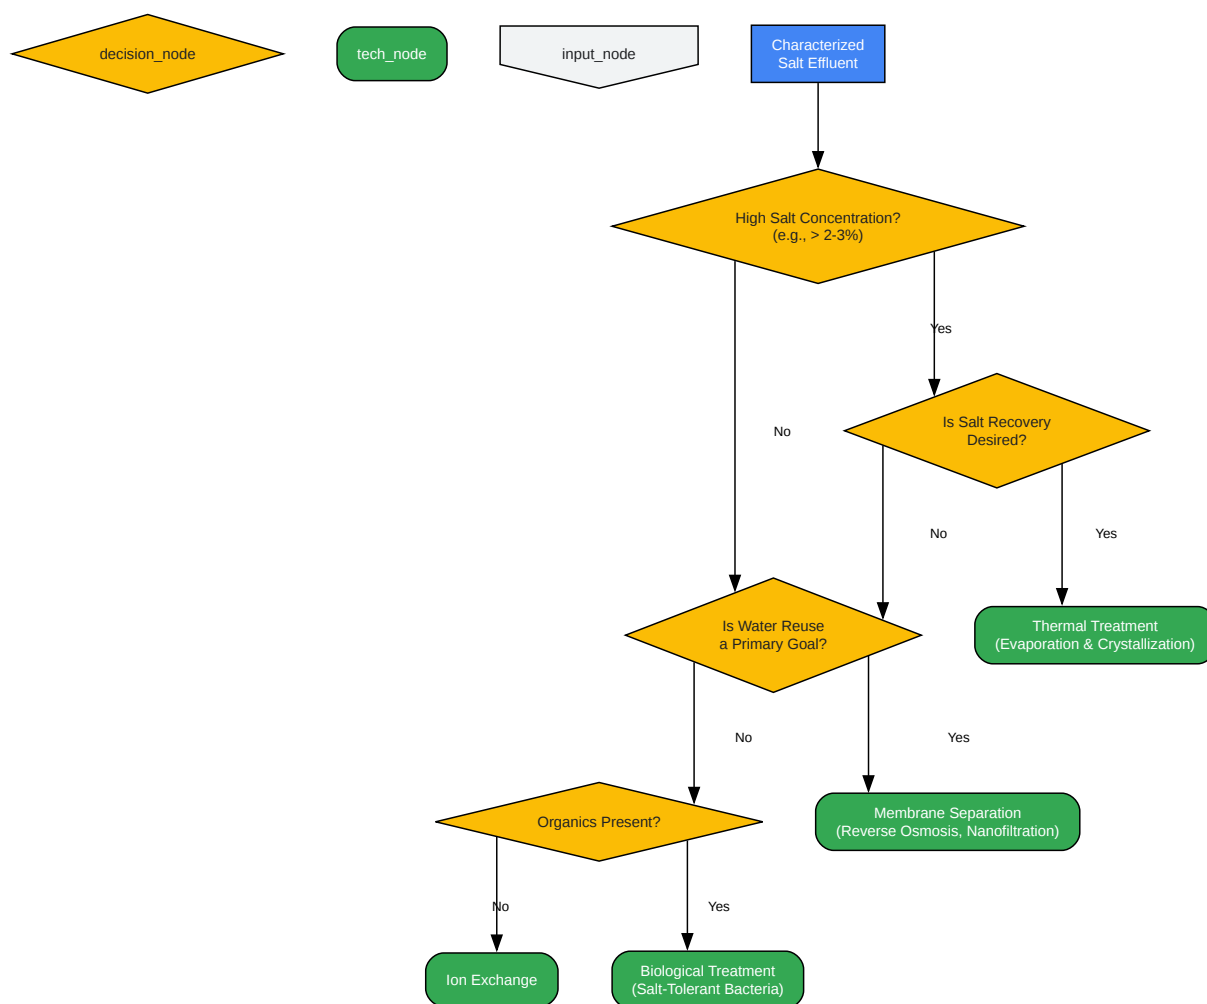 decision_node
tech_node
input_node
Characterized
Salt Effluent
High Salt Concentration?
(e.g., > 2-3%)
Yes
No
Is Salt Recovery
Desired?
No
Yes
Is Water Reuse
a Primary Goal?
Thermal Treatment
(Evaporation & Crystallization)
No
Yes
Organics Present?
Membrane Separation
(Reverse Osmosis, Nanofiltration)
No
Yes
Ion Exchange
Biological Treatment
(Salt-Tolerant Bacteria)